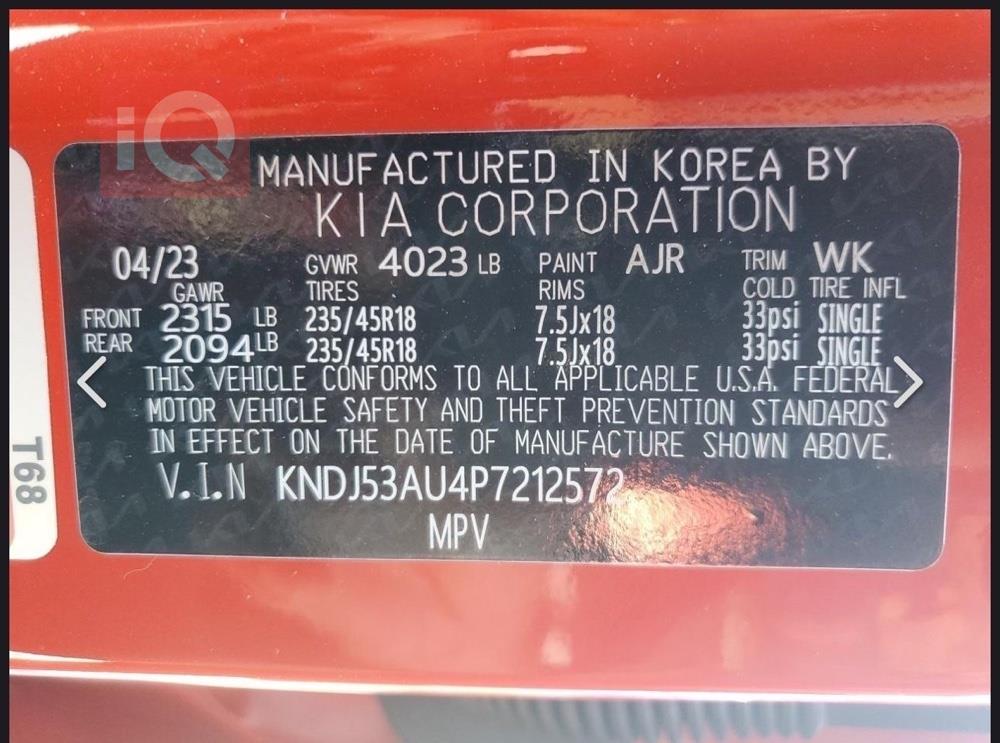 iQ
MANUFACTURED IN KOREA BY
KIA CORPORATION
04/23 GVWR 4023 LB PAINT AJR TRIM WK
GAWR TIRES RIMS COLD TIRE INFL
FRONT 2315 LB 235/45R18 7.5Jx18 33psi SINGLE
REAR 2094 LB 235/45R18 7.5Jx18 33psi SINGLE
THIS VEHICLE CONFORMS TO ALL APPLICABLE U.S.A. FEDERAL
MOTOR VEHICLE SAFETY AND THEFT PREVENTION STANDARDS
IN EFFECT ON THE DATE OF MANUFACTURE SHOWN ABOVE.
V.I.N KNDJ53AU4P7212572
MPV
T68